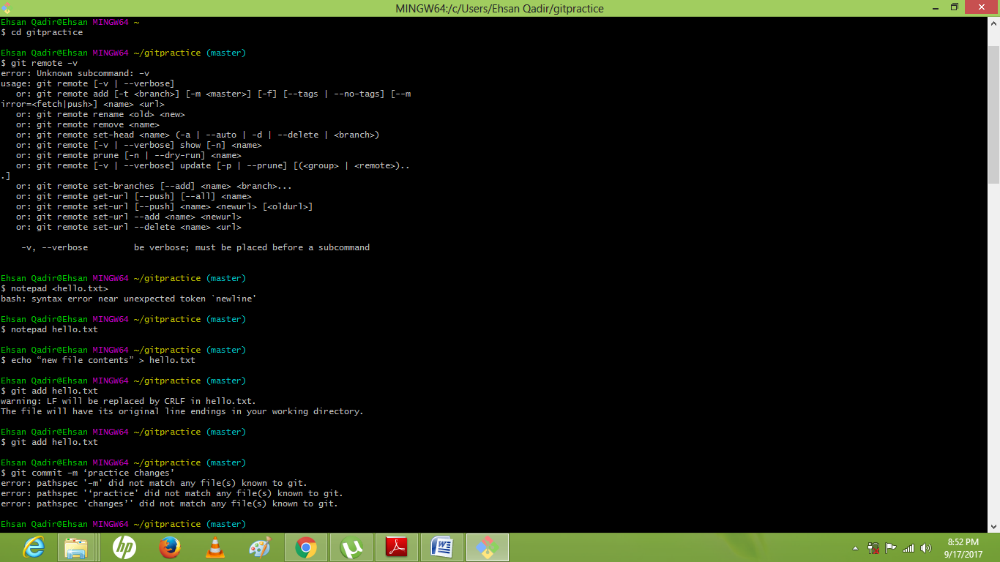 MINGW64:/c/Users/Ehsan Qadir/gitpractice
Ehsan Qadir@Ehsan MINGW64 ~
$ cd gitpractice
Ehsan Qadir@Ehsan MINGW64 ~/gitpractice (master)
$ git remote –v
error: Unknown subcommand: –v
usage: git remote [-v | --verbose]
   or: git remote add [-t <branch>] [-m <master>] [-f] [--tags | --no-tags] [--m
irror=<fetch|push>] <name> <url>
   or: git remote rename <old> <new>
   or: git remote remove <name>
   or: git remote set-head <name> (-a | --auto | -d | --delete | <branch>)
   or: git remote [-v | --verbose] show [-n] <name>
   or: git remote prune [-n | --dry-run] <name>
   or: git remote [-v | --verbose] update [-p | --prune] [(<group> | <remote>)..
.]
   or: git remote set-branches [--add] <name> <branch>...
   or: git remote get-url [--push] [--all] <name>
   or: git remote set-url [--push] <name> <newurl> [<oldurl>]
   or: git remote set-url --add <name> <newurl>
   or: git remote set-url --delete <name> <url>
    -v, --verbose         be verbose; must be placed before a subcommand
Ehsan Qadir@Ehsan MINGW64 ~/gitpractice (master)
$ notepad <hello.txt>
bash: syntax error near unexpected token `newline'
Ehsan Qadir@Ehsan MINGW64 ~/gitpractice (master)
$ notepad hello.txt
Ehsan Qadir@Ehsan MINGW64 ~/gitpractice (master)
$ echo “new file contents” > hello.txt
Ehsan Qadir@Ehsan MINGW64 ~/gitpractice (master)
$ git add hello.txt
warning: LF will be replaced by CRLF in hello.txt.
The file will have its original line endings in your working directory.
Ehsan Qadir@Ehsan MINGW64 ~/gitpractice (master)
$ git add hello.txt
Ehsan Qadir@Ehsan MINGW64 ~/gitpractice (master)
$ git commit –m ‘practice changes’
error: pathspec '–m' did not match any file(s) known to git.
error: pathspec '‘practice' did not match any file(s) known to git.
error: pathspec 'changes’' did not match any file(s) known to git.
Ehsan Qadir@Ehsan MINGW64 ~/gitpractice (master)
hp
8:52 PM
9/17/2017